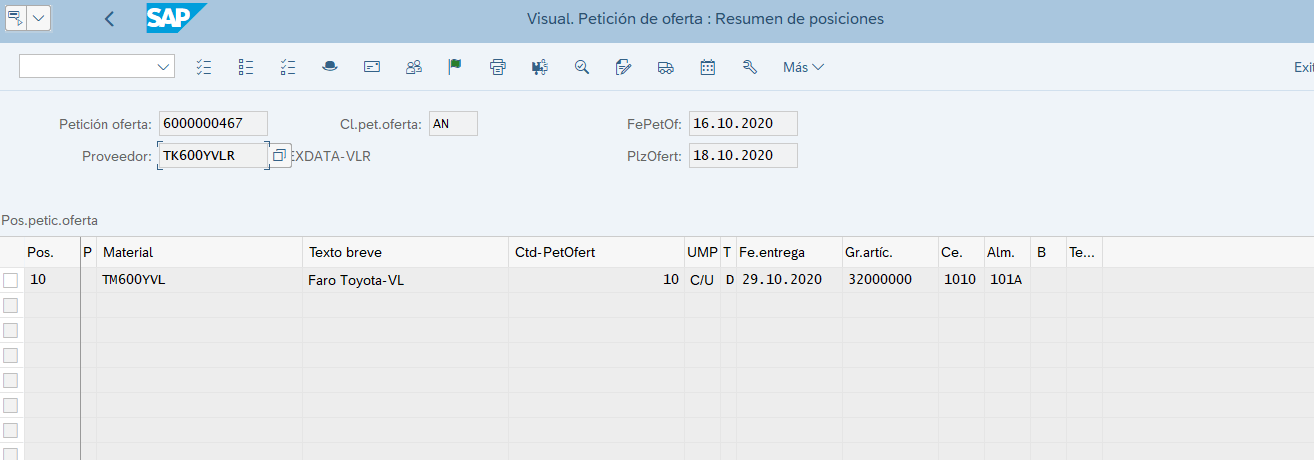 SAP
Visual. Petición de oferta : Resumen de posiciones
Más
Petición oferta: 6000000467 Cl.pet.oferta: AN FePetOf: 16.10.2020
Proveedor: TK600YVLR EXDATA-VLR PlzOfert: 18.10.2020
Pos.petic.oferta
Pos. P Material Texto breve Ctd-PetOfert UMP T Fe.entrega Gr.artíc. Ce. Alm. B Te...
10 TM600YVL Faro Toyota-VL 10 C/U D 29.10.2020 32000000 1010 101A